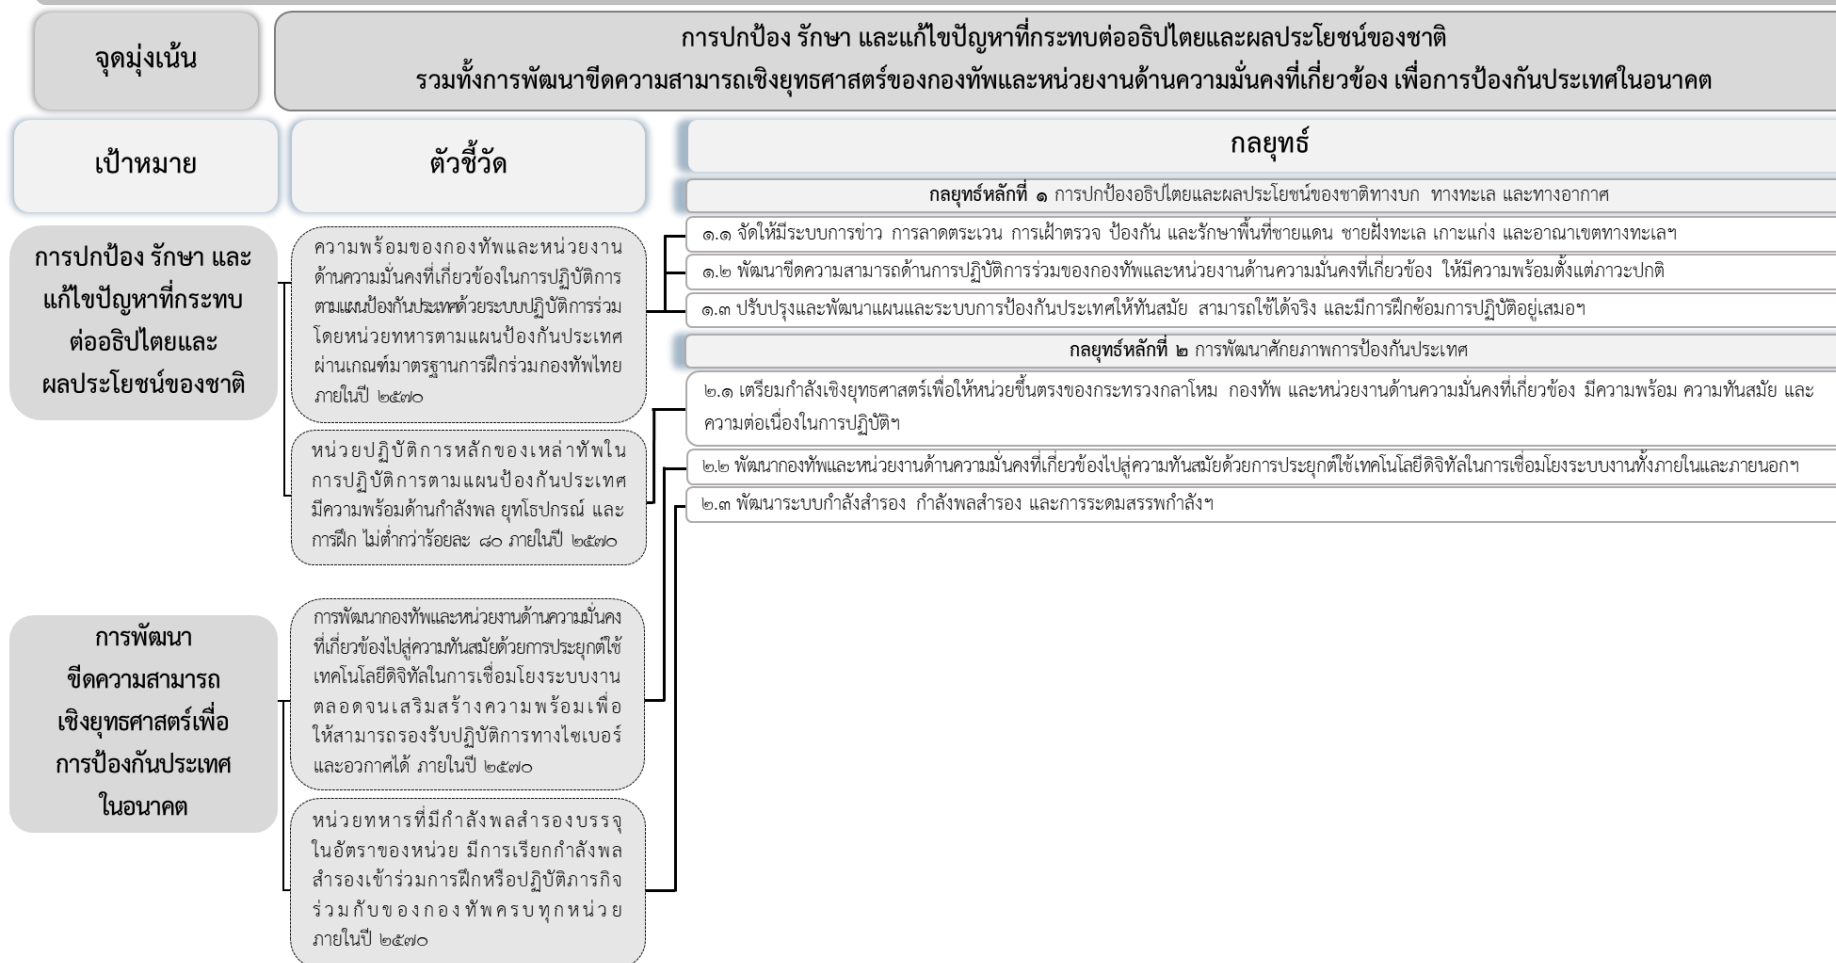 จุดมุ่งเน้น
การปกป้อง รักษา และแก้ไขปัญหาที่กระทบต่ออธิปไตยและผลประโยชน์ของชาติ
รวมทั้งการพัฒนาขีดความสามารถเชิงยุทธศาสตร์ของกองทัพและหน่วยงานด้านความมั่นคงที่เกี่ยวข้อง เพื่อการป้องกันประเทศในอนาคต
เป้าหมาย
ตัวชี้วัด
กลยุทธ์
การปกป้อง รักษา และ
แก้ไขปัญหาที่กระทบ
ต่ออธิปไตยและ
ผลประโยชน์ของชาติ
ความพร้อมของกองทัพและหน่วยงาน
ด้านความมั่นคงที่เกี่ยวข้องในการปฏิบัติการ
ตามแผนป้องกันประเทศด้วยระบบปฏิบัติการร่วม
โดยหน่วยทหารตามแผนป้องกันประเทศ
ผ่านเกณฑ์มาตรฐานการฝึกร่วมกองทัพไทย
ภายในปี ๒๕๗๐
หน่วยปฏิบัติการหลักของเหล่าทัพใน
การปฏิบัติการตามแผนป้องกันประเทศ
มีความพร้อมด้านกำลังพล ยุทโธปกรณ์ และ
การฝึก ไม่ต่ำกว่าร้อยละ ๘๐ ภายในปี ๒๕๗๐
กลยุทธ์หลักที่ ๑ การปกป้องอธิปไตยและผลประโยชน์ของชาติทางบก ทางทะเล และทางอากาศ
๑.๑ จัดให้มีระบบการข่าว การลาดตระเวน การเฝ้าตรวจ ป้องกัน และรักษาพื้นที่ชายแดน ชายฝั่งทะเล เกาะแก่ง และอาณาเขตทางทะเลฯ
๑.๒ พัฒนาขีดความสามารถด้านการปฏิบัติการร่วมของกองทัพและหน่วยงานด้านความมั่นคงที่เกี่ยวข้อง ให้มีความพร้อมตั้งแต่ภาวะปกติ
๑.๓ ปรับปรุงและพัฒนาแผนและระบบการป้องกันประเทศให้ทันสมัย สามารถใช้ได้จริง และมีการฝึกซ้อมการปฏิบัติอยู่เสมอฯ
กลยุทธ์หลักที่ ๒ การพัฒนาศักยภาพการป้องกันประเทศ
๒.๑ เตรียมกำลังเชิงยุทธศาสตร์เพื่อให้หน่วยขึ้นตรงของกระทรวงกลาโหม กองทัพ และหน่วยงานด้านความมั่นคงที่เกี่ยวข้อง มีความพร้อม ความทันสมัย และ
ความต่อเนื่องในการปฏิบัติฯ
๒.๒ พัฒนากองทัพและหน่วยงานด้านความมั่นคงที่เกี่ยวข้องไปสู่ความทันสมัยด้วยการประยุกต์ใช้เทคโนโลยีดิจิทัลในการเชื่อมโยงระบบงานทั้งภายในและภายนอกฯ
๒.๓ พัฒนาระบบกำลังสำรอง กำลังพลสำรอง และการระดมสรรพกำลังฯ
การพัฒนา
ขีดความสามารถ
เชิงยุทธศาสตร์เพื่อ
การป้องกันประเทศ
ในอนาคต
การพัฒนากองทัพและหน่วยงานด้านความมั่นคง
ที่เกี่ยวข้องไปสู่ความทันสมัยด้วยการประยุกต์ใช้
เทคโนโลยีดิจิทัลในการเชื่อมโยงระบบงาน
ตลอดจนเสริมสร้างความพร้อมเพื่อ
ให้สามารถรองรับปฏิบัติการทางไซเบอร์
และอวกาศได้ ภายในปี ๒๕๗๐
หน่วยทหารที่มีกำลังพลสำรองบรรจุ
ในอัตราของหน่วย มีการเรียกกำลังพล
สำรองเข้าร่วมการฝึกหรือปฏิบัติภารกิจ
ร่วมกับของกองทัพครบทุกหน่วย
ภายในปี ๒๕๗๐